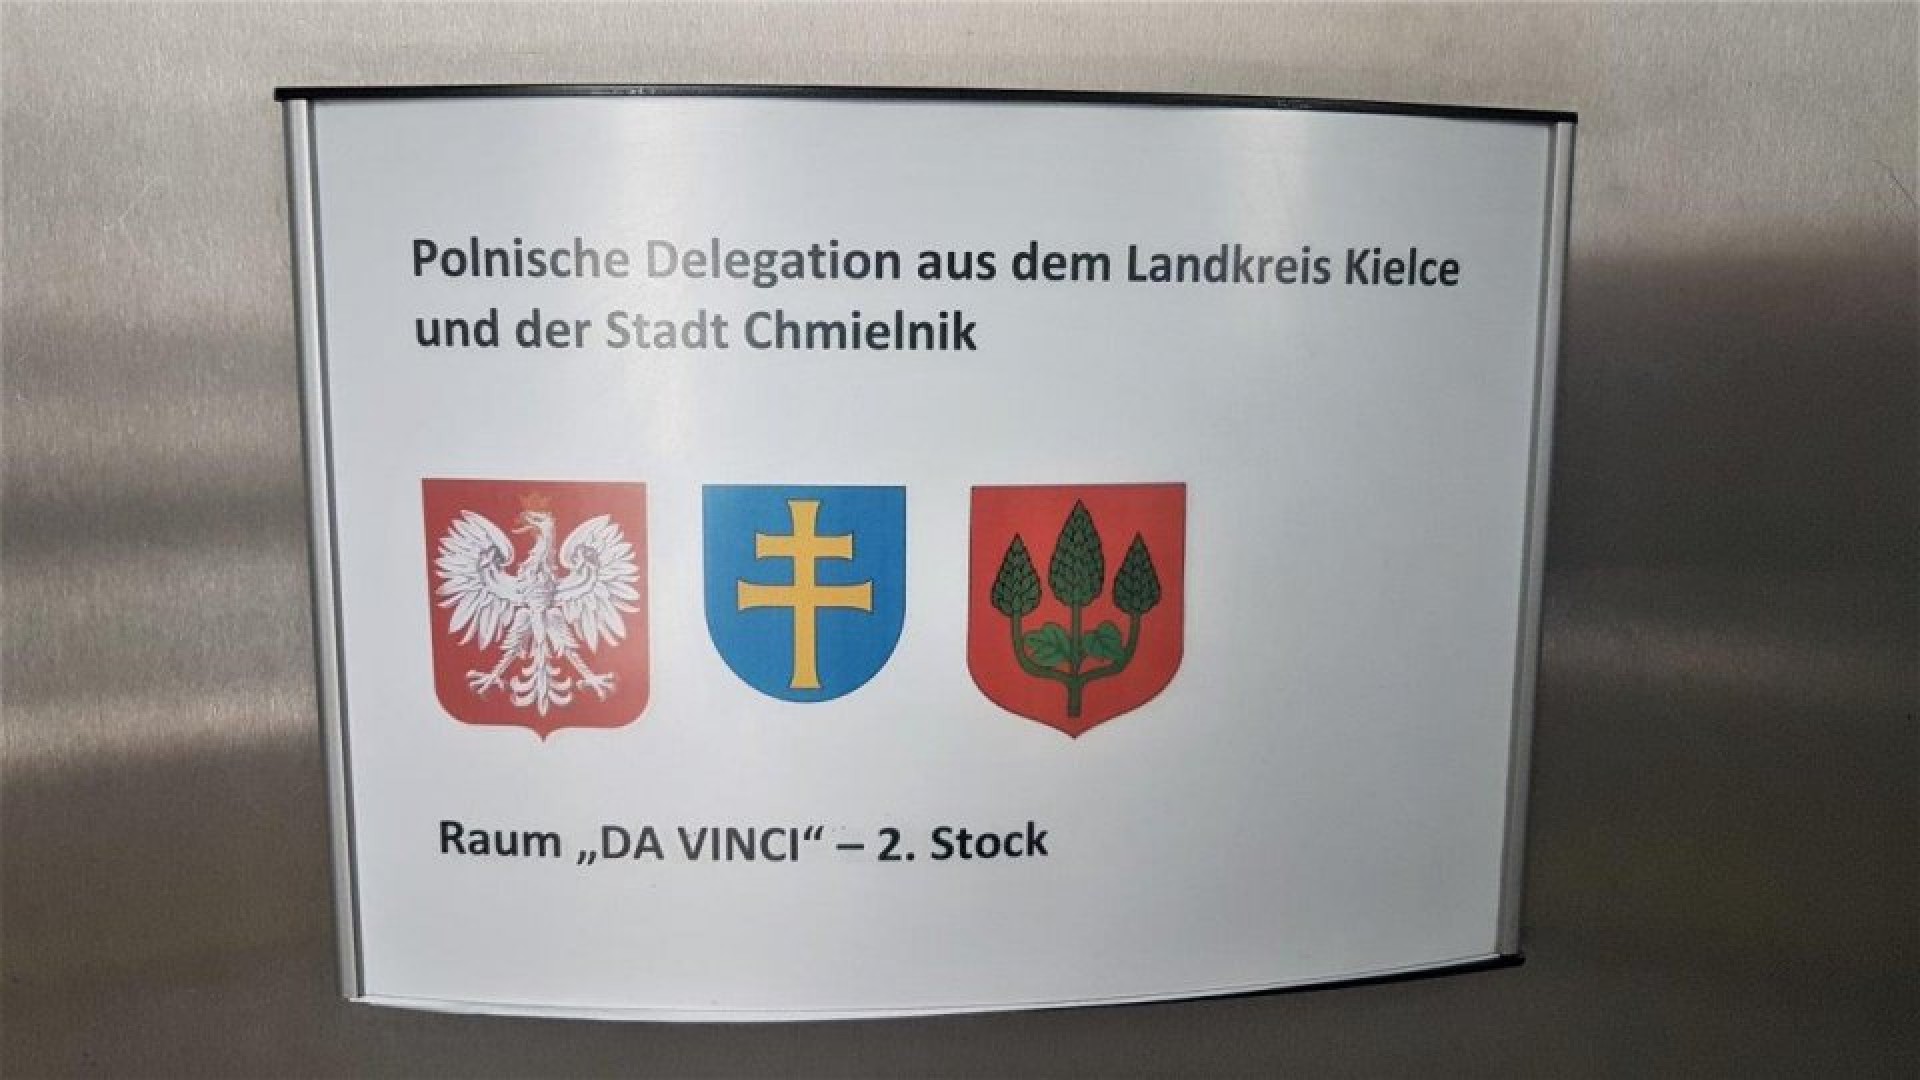 Polnische Delegation aus dem Landkreis Kielce
und der Stadt Chmielnik
Raum „DA VINCI“ – 2. Stock